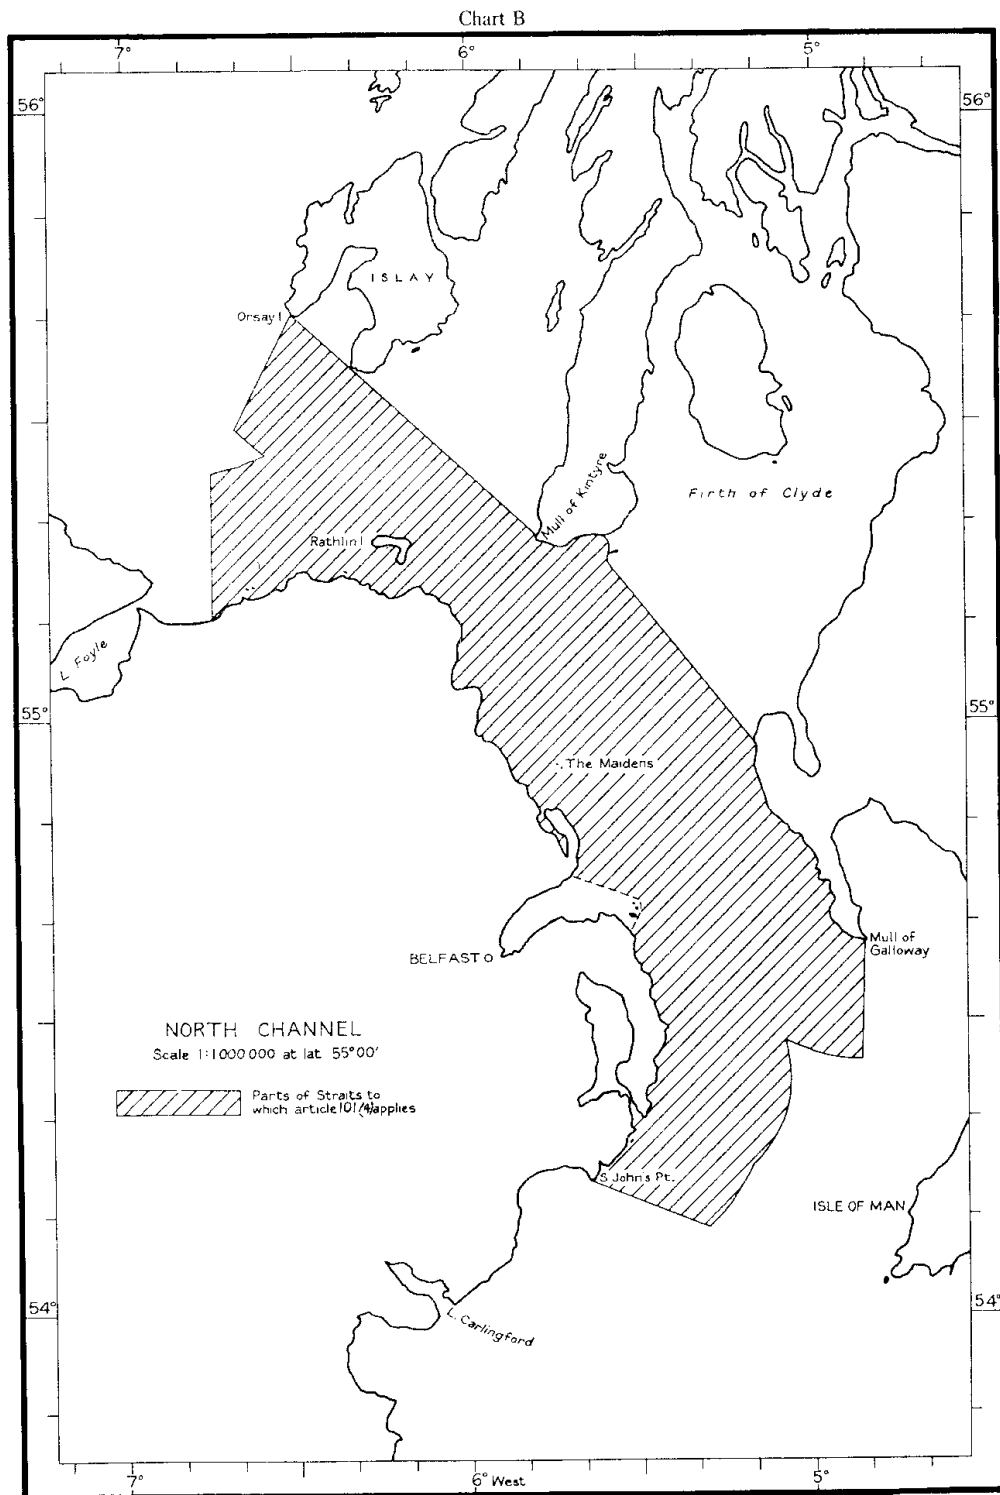 Chart B
7° 6° 5°
56° 56°
ISLAY
Orsay I
Mull of Kintyre
Firth of Clyde
Rathlin I
L. Foyle
55° 55°
The Maidens
Mull of
Galloway
BELFAST
NORTH CHANNEL
Scale 1:1000000 at lat 55°00'
Parts of Straits to
which article 101(4) applies
S John's Pt.
ISLE OF MAN
54° 54°
L. Carlingford
7° 6° West 5°